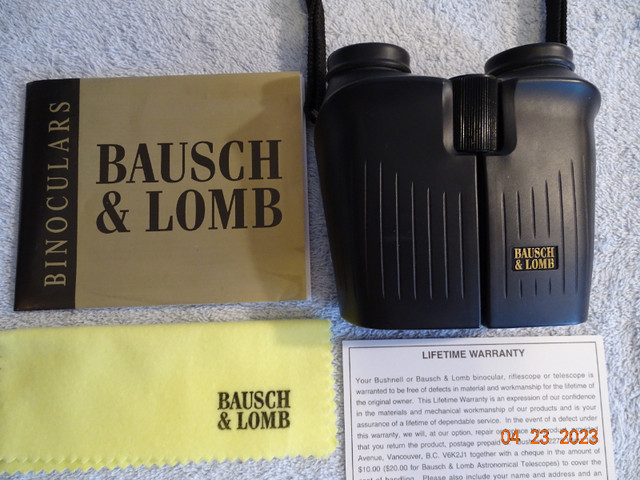 BINOCULARS
BAUSCH
& LOMB
BAUSCH
& LOMB
BAUSCH
& LOMB
LIFETIME WARRANTY
Your Bushnell or Bausch & Lomb binocular, riflescope or telescope is
warranted to be free of defects in material and workmanship for the lifetime of
the original owner. This Lifetime Warranty is an expression of our confidence
in the materials and mechanical workmanship of our products and is your
assurance of a lifetime of dependable service. In the event of a defect under
this warranty, we will, at our option, repair or the product
that you return the product, postage prepaid
Avenue, Vancouver, B.C. V6K2J1 together with a cheque in the amount of
$10.00 ($20.00 for Bausch & Lomb Astronomical Telescopes) to cover the
cost of handling. Please also include your name and address and an
04 23 2023